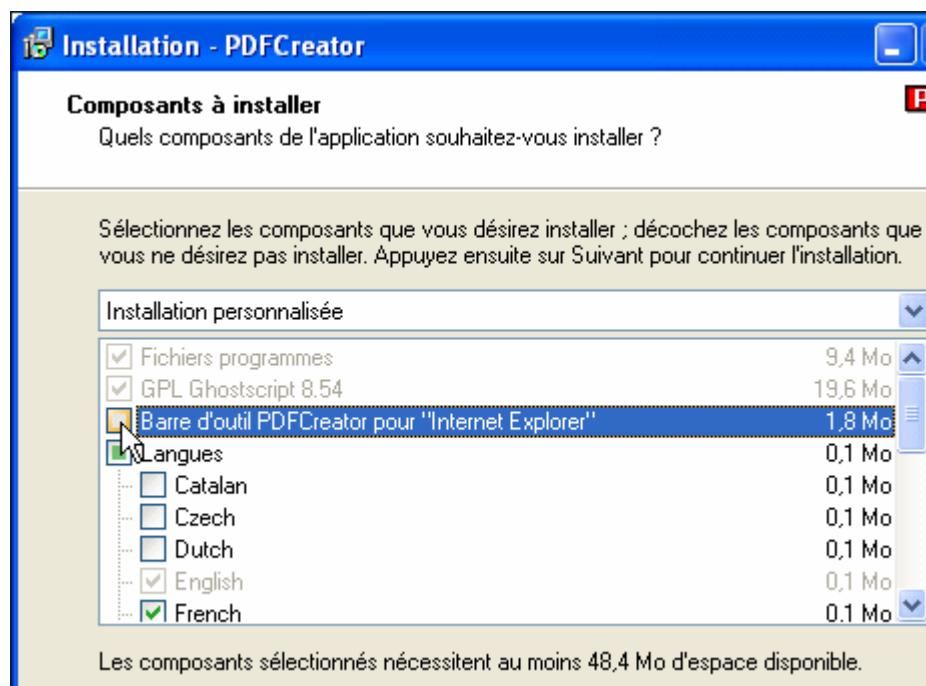 Installation - PDFCreator
Composants à installer
Quels composants de l'application souhaitez-vous installer ?
Sélectionnez les composants que vous désirez installer ; décochez les composants que
vous ne désirez pas installer. Appuyez ensuite sur Suivant pour continuer l'installation.
Installation personnalisée
Fichiers programmes 9,4 Mo
GPL Ghostscript 8.54 19,6 Mo
Barre d'outil PDFCreator pour "Internet Explorer" 1,8 Mo
Langues 0,1 Mo
Catalan 0,1 Mo
Czech 0,1 Mo
Dutch 0,1 Mo
English 0,1 Mo
French 0.1 Mo
Les composants sélectionnés nécessitent au moins 48,4 Mo d'espace disponible.